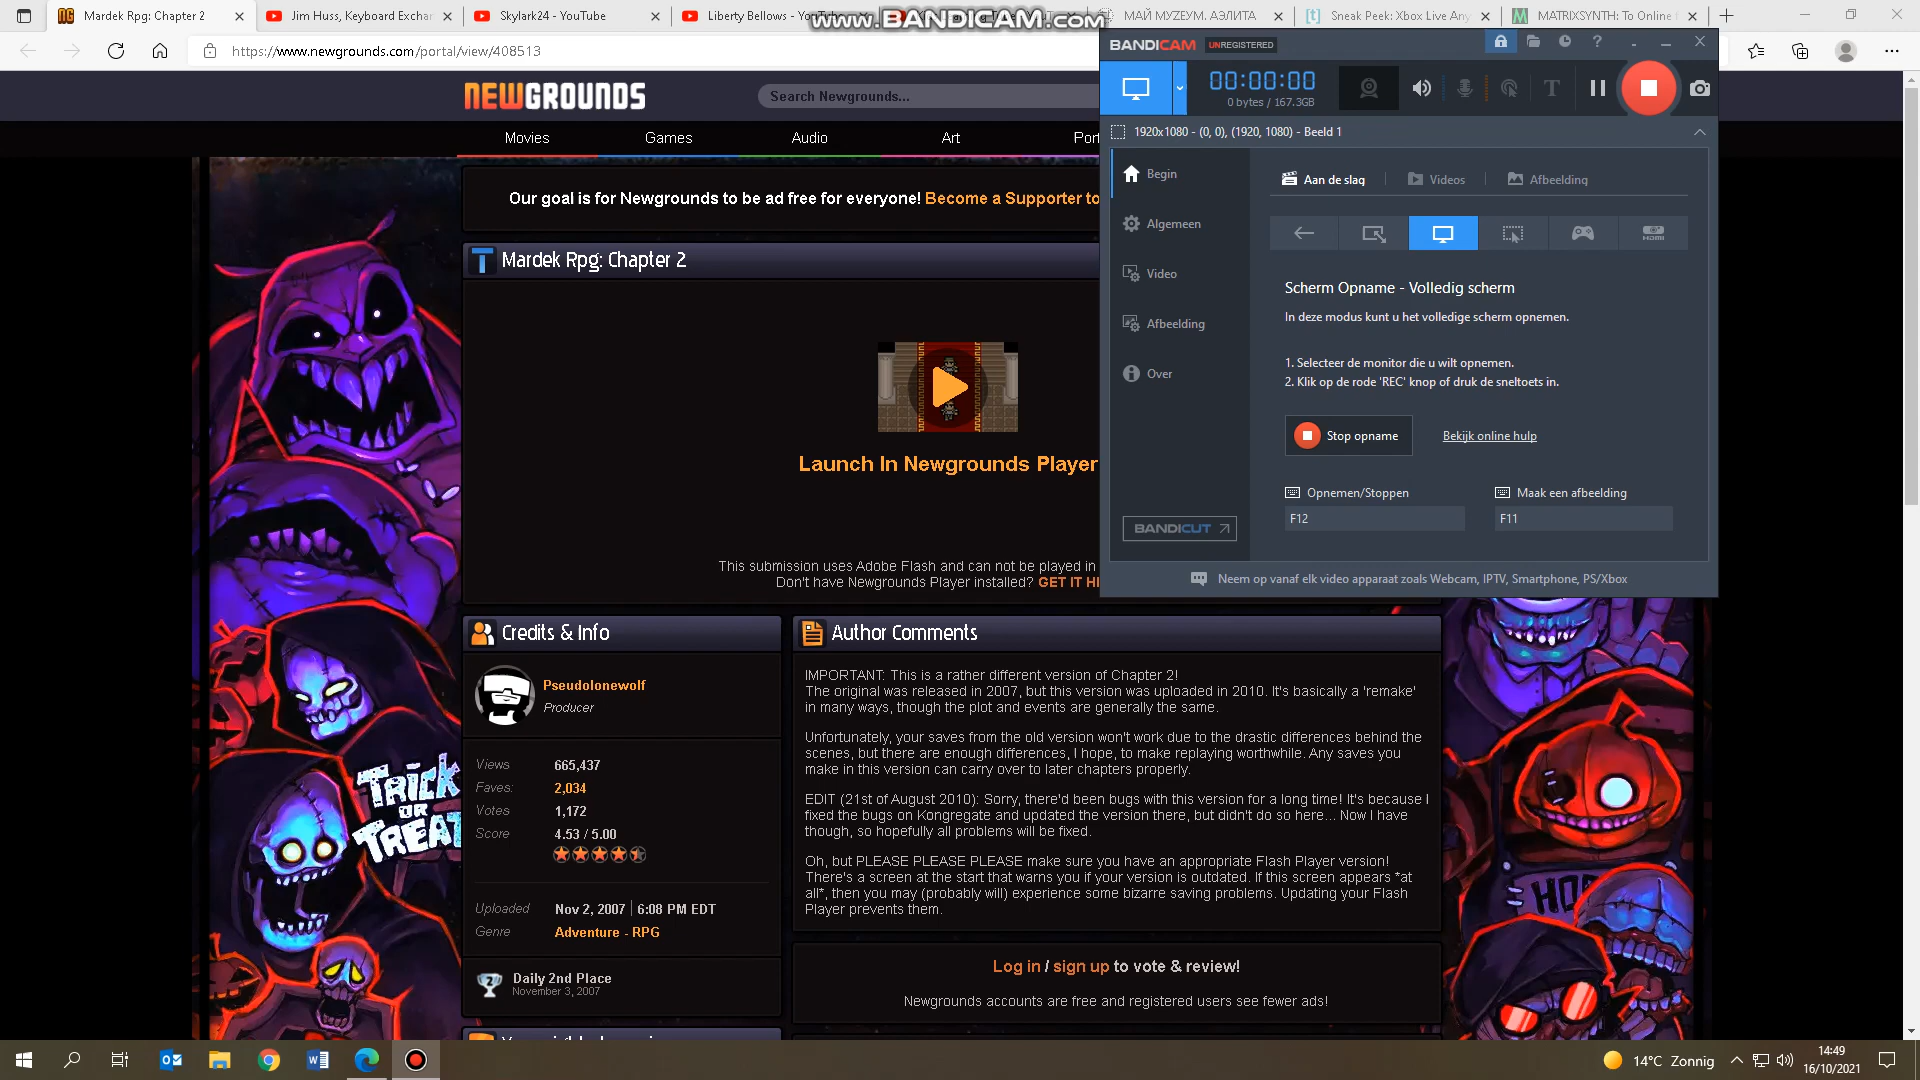 Mardek Rpg: Chapter 2
Jim Huss, Keyboard Exchar
Skylark24 - YouTube
Liberty Bellows - YouTub
www.BANDICAM.com
МАЙ МУZЕУМ. АЭЛИТА
Sneak Peek: Xbox Live Any
MATRIXSYNTH: To Online
https://www.newgrounds.com/portal/view/408513
BANDICAM UNREGISTERED
00:00:00
0 bytes / 167.3GB
NEWGROUNDS
Search Newgrounds...
1920x1080 - (0, 0), (1920, 1080) - Beeld 1
Movies
Games
Audio
Art
Port
Begin
Algemeen
Video
Afbeelding
Over
BANDICUT
Aan de slag
Videos
Afbeelding
HDMI
Scherm Opname - Volledig scherm
In deze modus kunt u het volledige scherm opnemen.
1. Selecteer de monitor die u wilt opnemen.
2. Klik op de rode 'REC' knop of druk de sneltoets in.
Stop opname
Bekijk online hulp
Opnemen/Stoppen
Maak een afbeelding
F12
F11
Neem op vanaf elk video apparaat zoals Webcam, IPTV, Smartphone, PS/Xbox
Our goal is for Newgrounds to be ad free for everyone! Become a Supporter to
Mardek Rpg: Chapter 2
Launch In Newgrounds Player
This submission uses Adobe Flash and can not be played in
Don't have Newgrounds Player installed? GET IT HE
Credits & Info
Pseudolonewolf
Producer
Views 665,437
Faves: 2,034
Votes 1,172
Score 4.53 / 5.00
Uploaded Nov 2, 2007 | 6:08 PM EDT
Genre Adventure - RPG
2
Daily 2nd Place
November 3, 2007
Author Comments
IMPORTANT: This is a rather different version of Chapter 2!
The original was released in 2007, but this version was uploaded in 2010. It's basically a 'remake'
in many ways, though the plot and events are generally the same.
Unfortunately, your saves from the old version won't work due to the drastic differences behind the
scenes, but there are enough differences, I hope, to make replaying worthwhile. Any saves you
make in this version can carry over to later chapters properly.
EDIT (21st of August 2010): Sorry, there'd been bugs with this version for a long time! It's because I
fixed the bugs on Kongregate and updated the version there, but didn't do so here... Now I have
though, so hopefully all problems will be fixed.
Oh, but PLEASE PLEASE PLEASE make sure you have an appropriate Flash Player version!
There's a screen at the start that warns you if your version is outdated. If this screen appears *at
all*, then you may (probably will) experience some bizarre saving problems. Updating your Flash
Player prevents them.
Log in / sign up to vote & review!
Newgrounds accounts are free and registered users see fewer ads!
TRICK
OR
TREAT
14°C Zonnig
14:49
16/10/2021